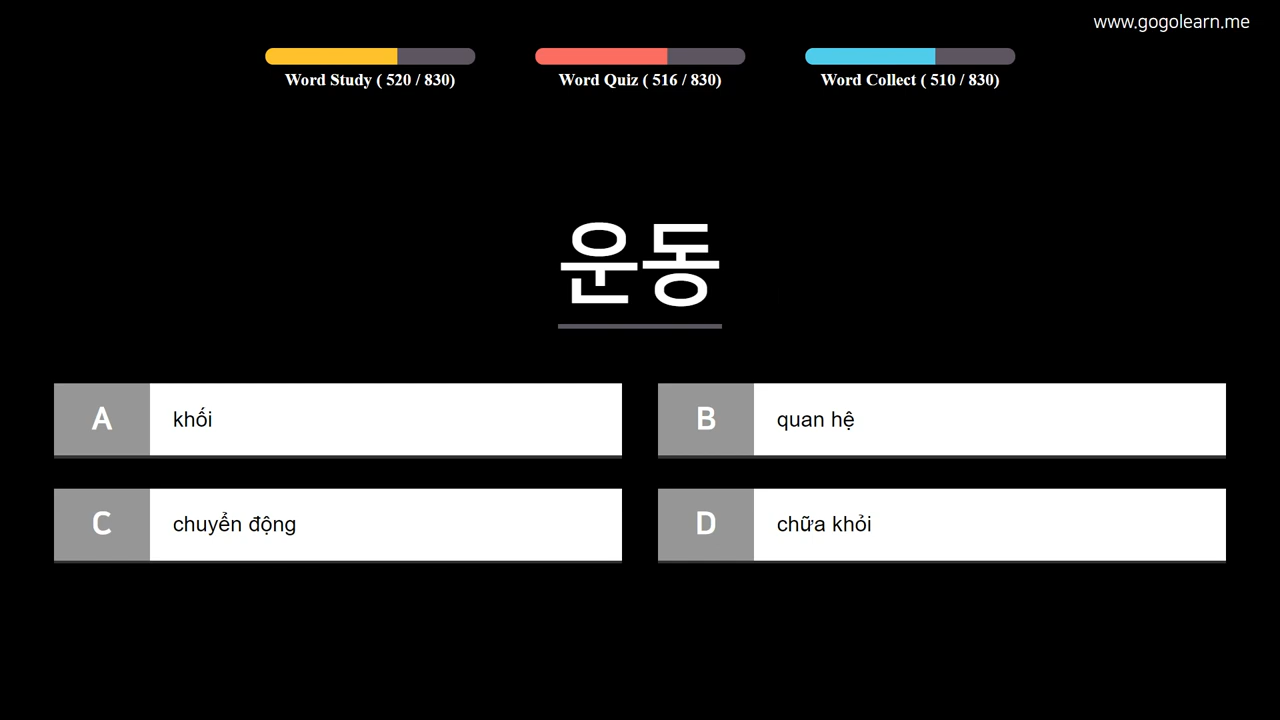 www.gogolearn.me
Word Study ( 520 / 830)
Word Quiz ( 516 / 830)
Word Collect ( 510 / 830)
운동
A khối
B quan hệ
C chuyển động
D chữa khỏi